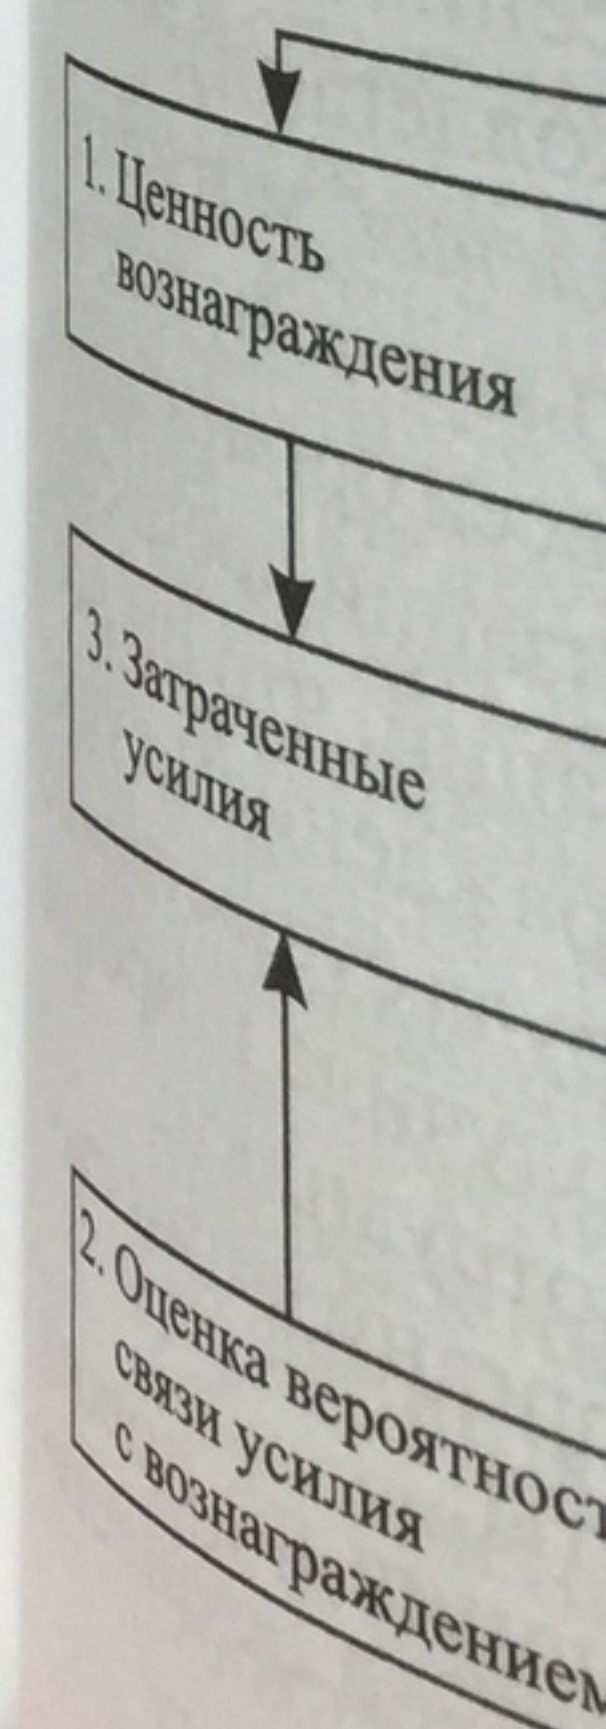 1. Ценность
вознаграждения
3. Затраченные
усилия
2. Оценка вероятност
связи усилия
с вознаграждением